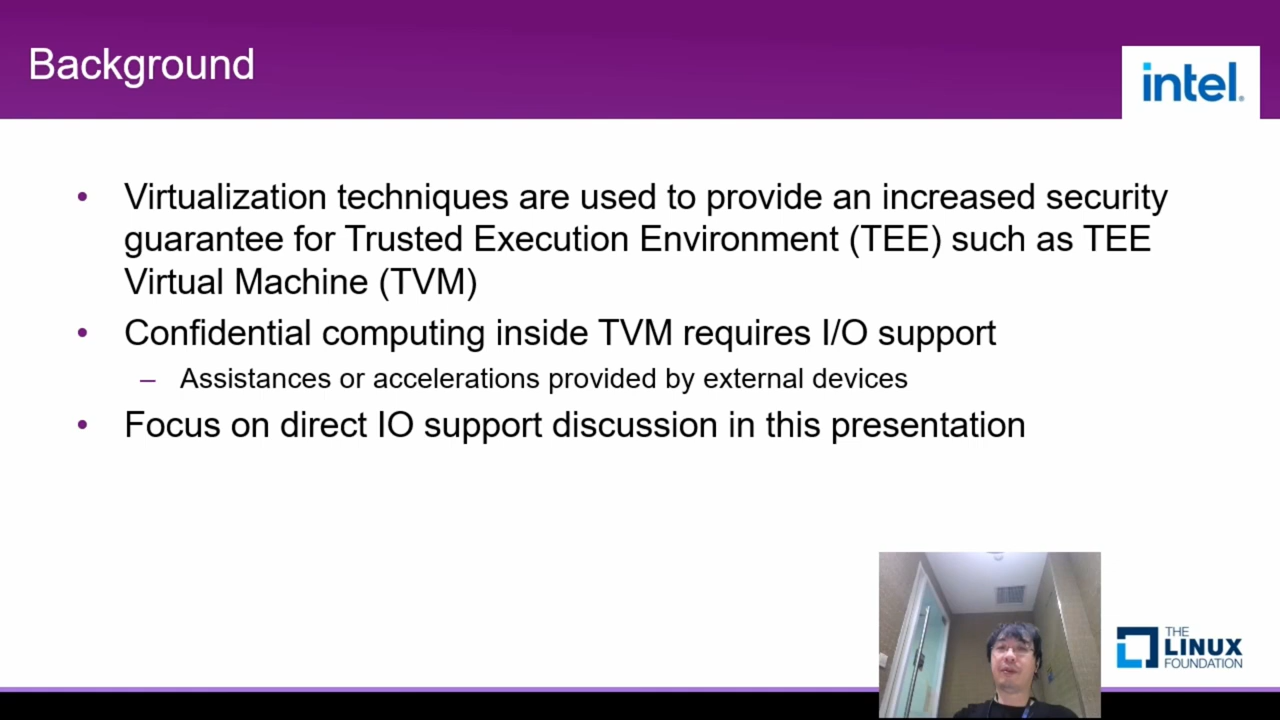 Background
intel.
• Virtualization techniques are used to provide an increased security
guarantee for Trusted Execution Environment (TEE) such as TEE
Virtual Machine (TVM)
• Confidential computing inside TVM requires I/O support
– Assistances or accelerations provided by external devices
• Focus on direct IO support discussion in this presentation
THE
LINUX
FOUNDATION